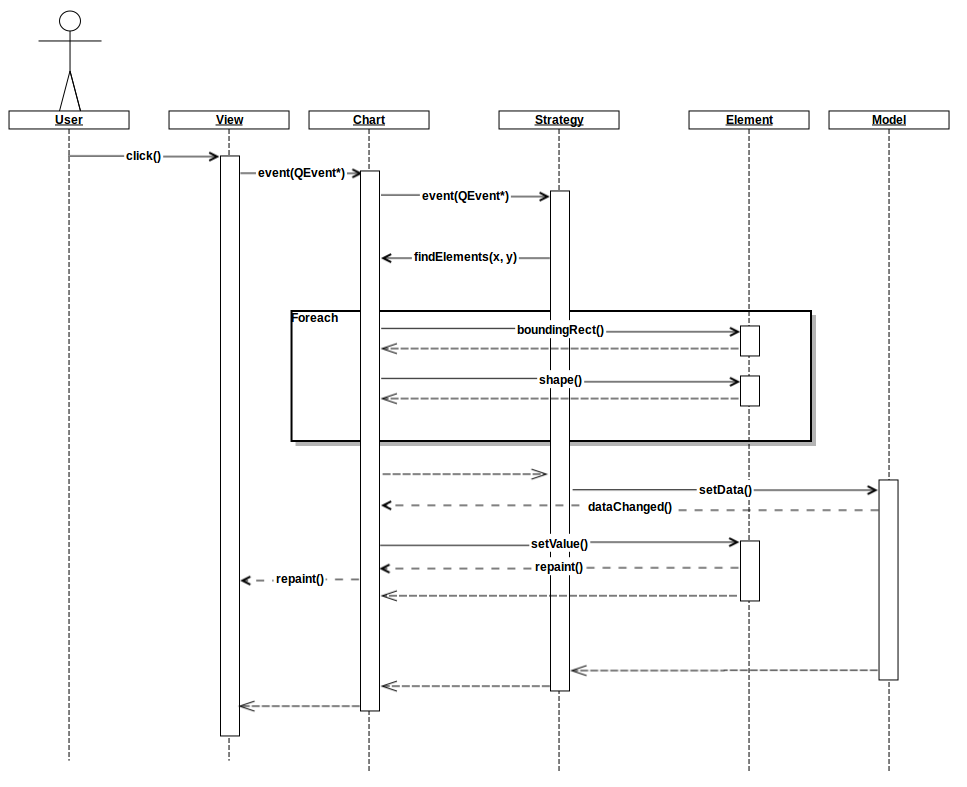 User
View
Chart
Strategy
Element
Model
click()
event(QEvent*)
event(QEvent*)
findElements(x, y)
Foreach
boundingRect()
shape()
setData()
dataChanged()
setValue()
repaint()
repaint()